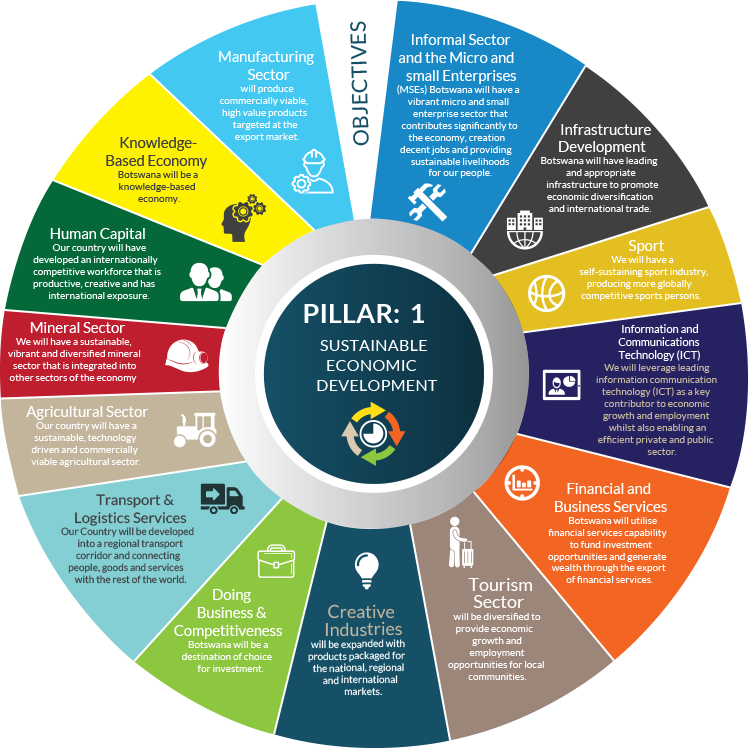 OBJECTIVES
Informal Sector
and the Micro and
small Enterprises
(MSEs) Botswana will have a
vibrant micro and small
enterprise sector that
contributes significantly to
the economy, creation
decent jobs and providing
sustainable livelihoods
for our people.
Infrastructure
Development
Botswana will have leading
and appropriate
infrastructure to promote
economic diversification
and international trade.
Sport
We will have a
self-sustaining sport industry,
producing more globally
competitive sports persons.
Information and
Communications
Technology (ICT)
We will leverage leading
information communication
technology (ICT) as a key
contributor to economic
growth and employment
whilst also enabling an
efficient private and public
sector.
Financial and
Business Services
Botswana will utilise
financial services capability
to fund investment
opportunities and generate
wealth through the export
of financial services.
Tourism
Sector
will be diversified to
provide economic
growth and
employment
opportunities for local
communities.
Creative
Industries
will be expanded with
products packaged for
the national, regional
and international
markets.
Doing
Business &
Competitiveness
Botswana will be a
destination of choice
for investment.
Transport &
Logistics Services
Our Country will be developed
into a regional transport
corridor and connecting
people, goods and services
with the rest of the world.
Agricultural Sector
Our country will have a
sustainable, technology
driven and commercially
viable agricultural sector.
Mineral Sector
We will have a sustainable,
vibrant and diversified mineral
sector that is integrated into
other sectors of the economy
Human Capital
Our country will have
developed an internationally
competitive workforce that is
productive, creative and has
international exposure.
Knowledge-
Based Economy
Botswana will be a
knowledge-based
economy.
Manufacturing
Sector
will produce
commercially viable,
high value products
targeted at the
export market.
PILLAR: 1
SUSTAINABLE
ECONOMIC
DEVELOPMENT